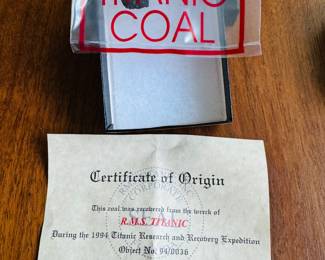 TITANIC
COAL
Certificate of Origin
This coal was recovered from the wreck of
R.M.S. TITANIC
During the 1994 Titanic Research and Recovery Expedition
Object No. 94/0036